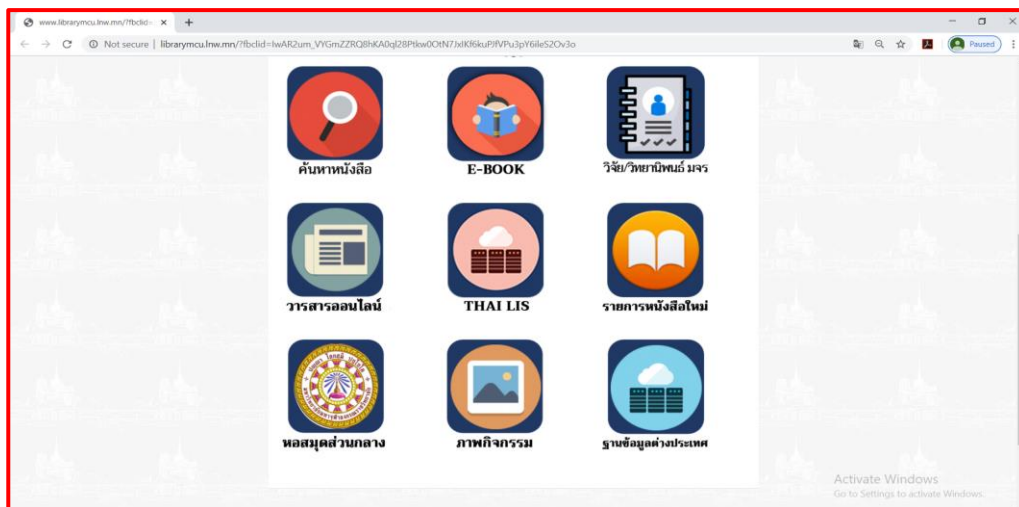 www.librarymcu.lnw.mn/?fbclid=
Not secure | librarymcu.lnw.mn/?fbclid=IwAR2um_VYGmZZRQ8hKA0ql28Ptkw0OtN7JxIKf6kuPJfVPu3pY6ileS2Ov3o
Paused
ค้นหาหนังสือ
E-BOOK
วิจัย/วิทยานิพนธ์ มจร
วารสารออนไลน์
THAI LIS
รายการหนังสือใหม่
หอสมุดส่วนกลาง
ภาพกิจกรรม
ฐานข้อมูลต่างประเทศ
Activate Windows
Go to Settings to activate Windows.